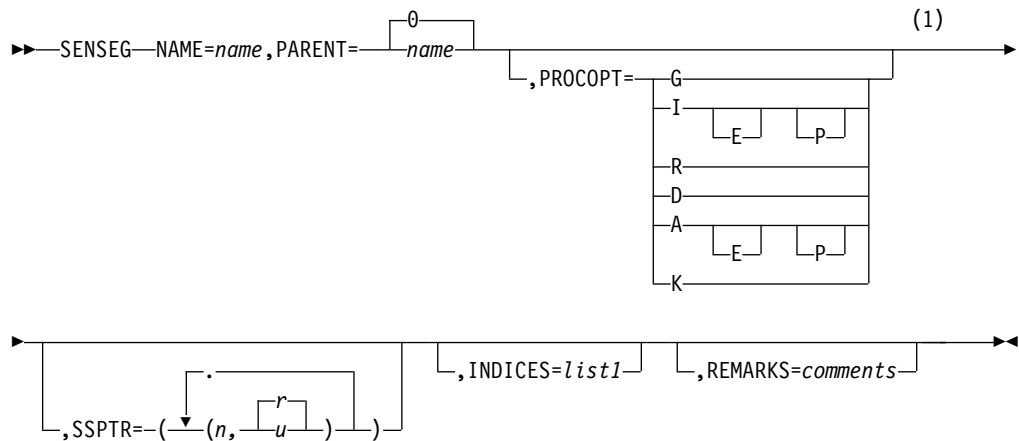 0 (1)
SENSEG NAME=name,PARENT= name
,PROCOPT= G
I
E P
R
D
A
E P
K
,INDICES=list1 ,REMARKS=comments
.
r
,SSPTR=( (n, u ) )